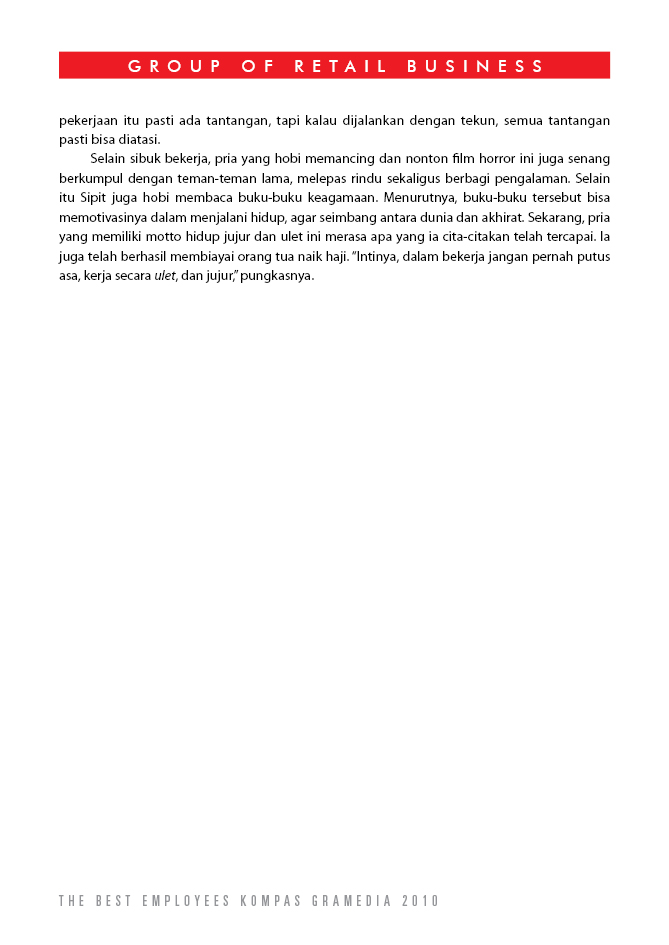 GROUP OF RETAIL BUSINESS
pekerjaan itu pasti ada tantangan, tapi kalau dijalankan dengan tekun, semua tantangan
pasti bisa diatasi.
Selain sibuk bekerja, pria yang hobi memancing dan nonton film horror ini juga senang
berkumpul dengan teman-teman lama, melepas rindu sekaligus berbagi pengalaman. Selain
itu Sipit juga hobi membaca buku-buku keagamaan. Menurutnya, buku-buku tersebut bisa
memotivasinya dalam menjalani hidup, agar seimbang antara dunia dan akhirat. Sekarang, pria
yang memiliki motto hidup jujur dan ulet ini merasa apa yang ia cita-citakan telah tercapai. Ia
juga telah berhasil membiayai orang tua naik haji. “Intinya, dalam bekerja jangan pernah putus
asa, kerja secara ulet, dan jujur,” pungkasnya.
THE BEST EMPLOYEES KOMPAS GRAMEDIA 2010